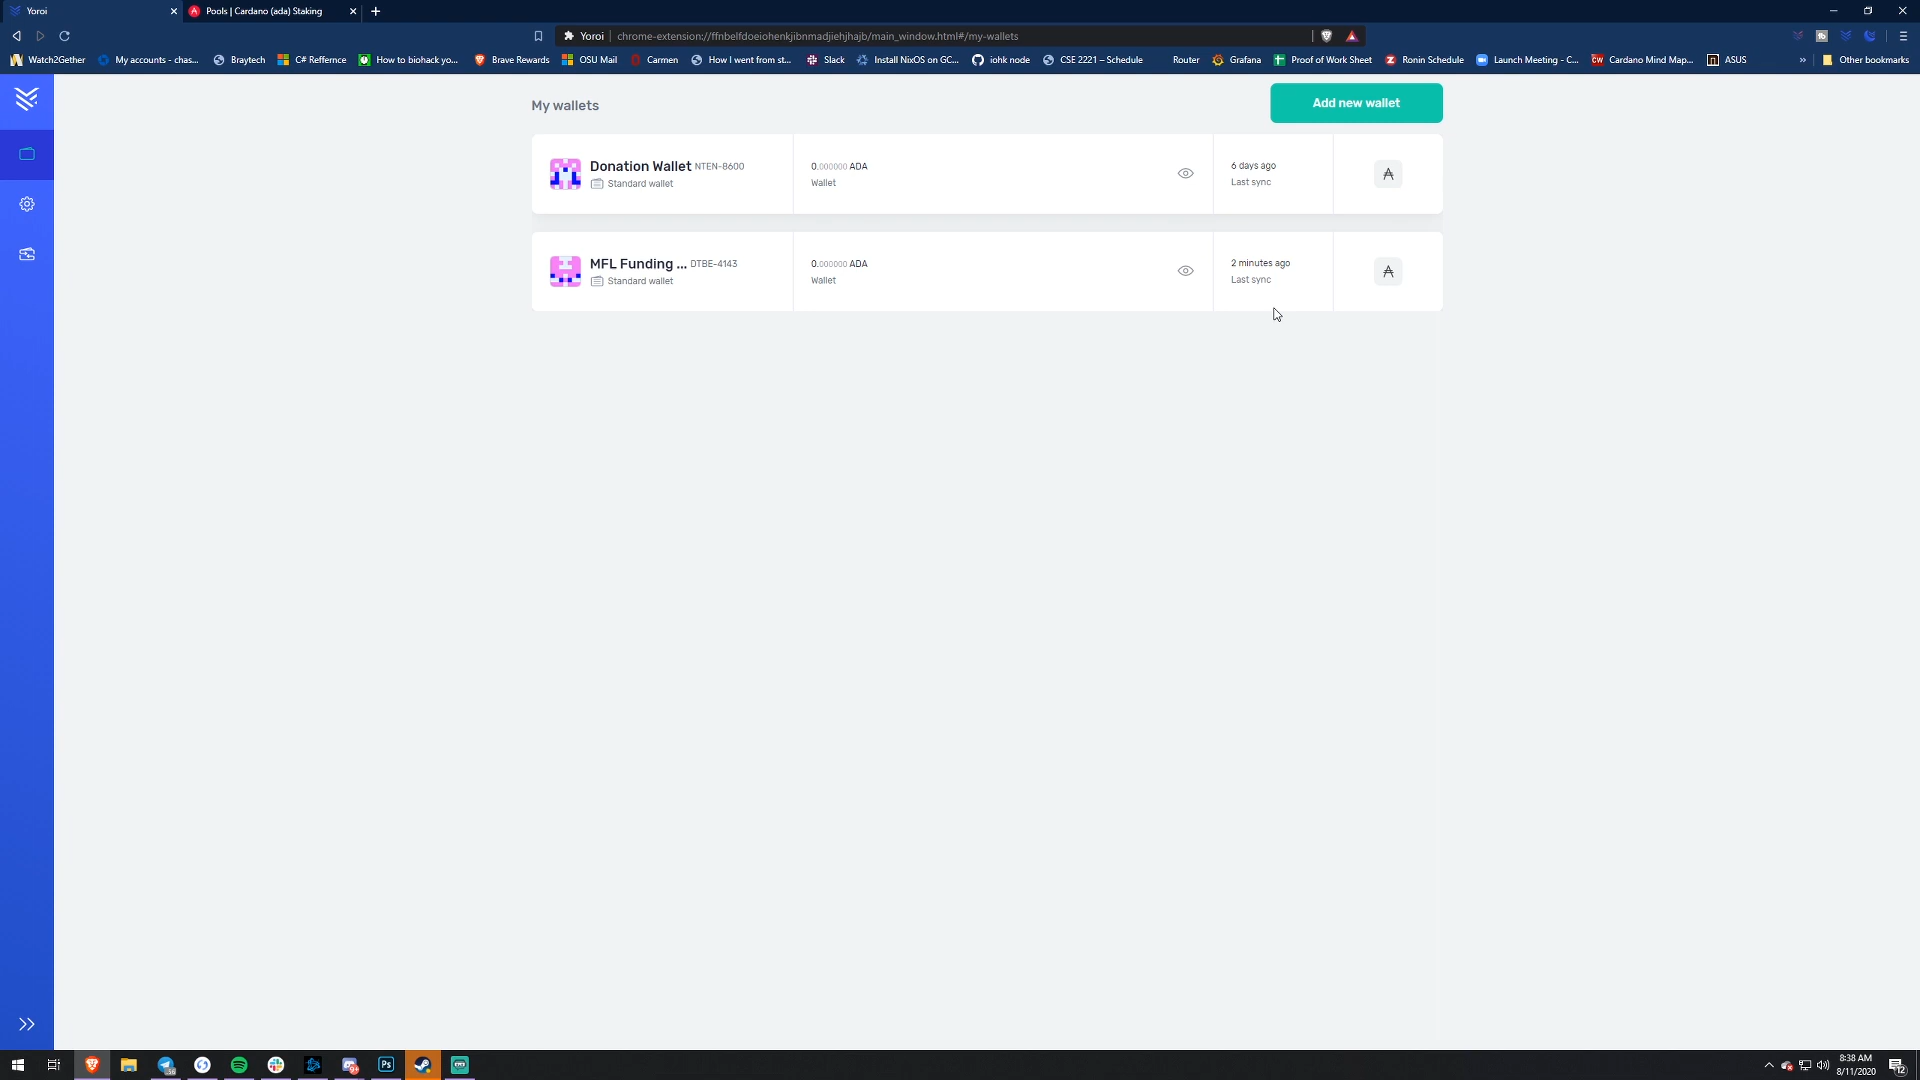 Yoroi
Pools | Cardano (ada) Staking
Yoroi | chrome-extension://ffnbelfdoeiohenkjibnmadjiehjhajb/main_window.html#/my-wallets
Watch2Gether
My accounts - chas...
Braytech
C# Reffernce
How to biohack yo...
Brave Rewards
OSU Mail
Carmen
How I went from st...
Slack
Install NixOS on GC...
iohk node
CSE 2221 – Schedule
Router
Grafana
Proof of Work Sheet
Ronin Schedule
Launch Meeting - C...
CW Cardano Mind Map...
ASUS
»
Other bookmarks
My wallets
Add new wallet
Donation Wallet NTEN-8600
Standard wallet
0.000000 ADA
Wallet
6 days ago
Last sync
MFL Funding ... DTBE-4143
Standard wallet
0.000000 ADA
Wallet
2 minutes ago
Last sync
Ps
9+
8:38 AM
8/11/2020
12